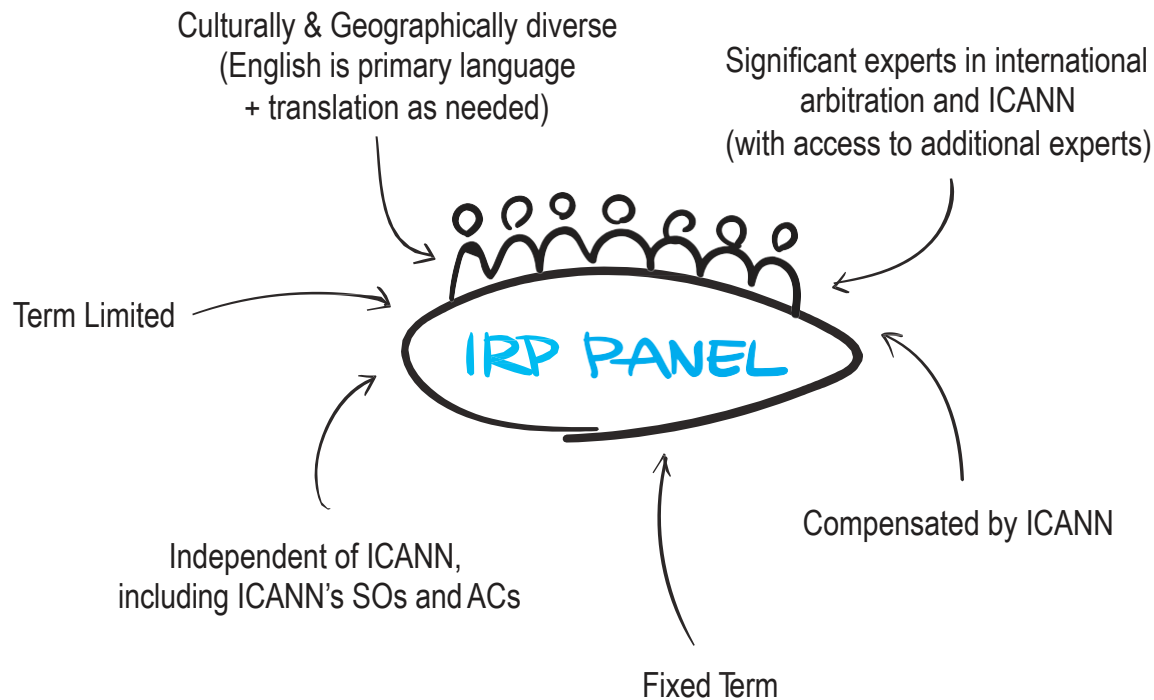 Culturally & Geographically diverse
(English is primary language
+ translation as needed)
Significant experts in international
arbitration and ICANN
(with access to additional experts)
Term Limited
IRP PANEL
Compensated by ICANN
Independent of ICANN,
including ICANN’s SOs and ACs
Fixed Term